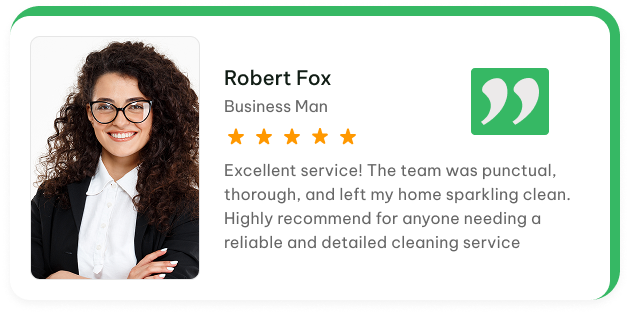 Robert Fox
Business Man
Excellent service! The team was punctual,
thorough, and left my home sparkling clean.
Highly recommend for anyone needing a
reliable and detailed cleaning service